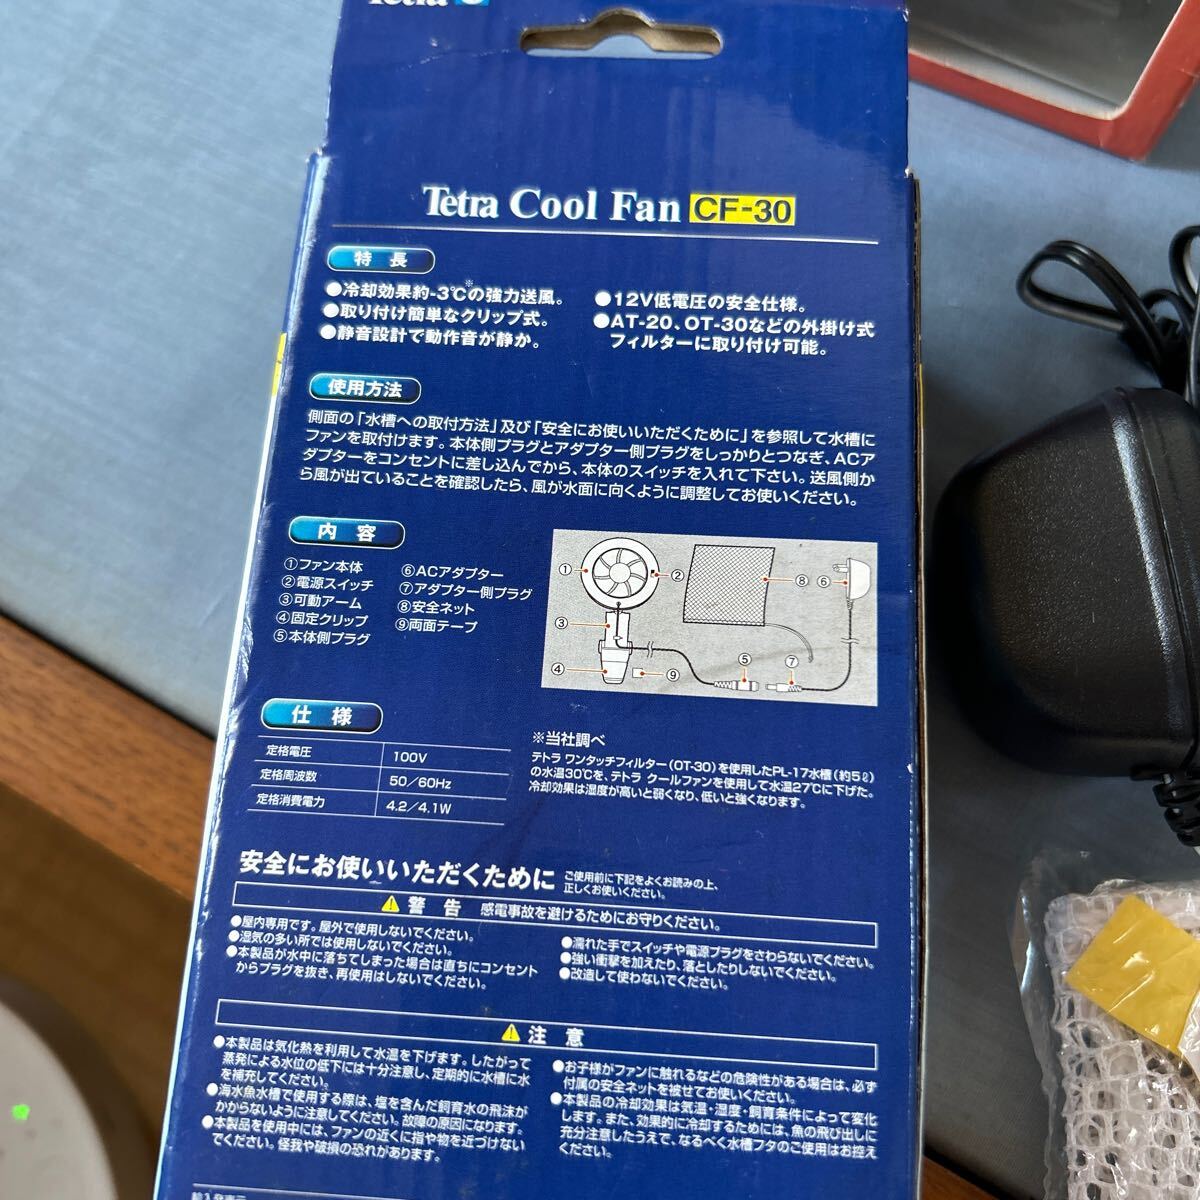 Tetra
Tetra Cool Fan CF-30
特 長
●冷却効果約-3℃※の強力送風。
●取り付け簡単なクリップ式。
●静音設計で動作音が静か。
●12V低電圧の安全仕様。
●AT-20、OT-30などの外掛け式
フィルターに取り付け可能。
使用方法
側面の「水槽への取付方法」及び「安全にお使いいただくために」を参照して水槽に
ファンを取付けます。本体側プラグとアダプター側プラグをしっかりとつなぎ、ACア
ダプターをコンセントに差し込んでから、本体のスイッチを入れて下さい。送風側か
ら風が出ていることを確認したら、風が水面に向くように調整してお使いください。
内 容
①ファン本体
②電源スイッチ
③可動アーム
④固定クリップ
⑤本体側プラグ
⑥ACアダプター
⑦アダプター側プラグ
⑧安全ネット
⑨両面テープ
① ② ⑧ ⑥
③
④ ⑨ ⑤ ⑦
仕 様
定格電圧 100V
定格周波数 50/60Hz
定格消費電力 4.2/4.1W
※当社調べ
テトラ ワンタッチフィルター(OT-30)を使用したPL-17水槽(約5ℓ)
の水温30℃を、テトラ クールファンを使用して水温27℃に下げた。
冷却効果は湿度が高いと弱くなり、低いと強くなります。
安全にお使いいただくために
ご使用前に下記をよくお読みの上、
正しくお使いください。
警 告 感電事故を避けるためにお守りください。
●屋内専用です。屋外で使用しないでください。
●湿気の多い所では使用しないでください。
●本製品が水中に落ちてしまった場合は直ちにコンセント
からプラグを抜き、再使用はしないでください。
●濡れた手でスイッチや電源プラグをさわらないでください。
●強い衝撃を加えたり、落としたりしないでください。
●改造して使わないでください。
注 意
●本製品は気化熱を利用して水温を下げます。したがって
蒸発による水位の低下には十分注意し、定期的に水槽に水
を補充してください。
●海水魚水槽で使用する際は、塩を含んだ飼育水の飛沫が
かからないように注意してください。故障の原因になります。
●本製品を使用中には、ファンの近くに指や物を近づけない
でください。怪我や破損の恐れがあります。
●お子様がファンに触れるなどの危険性がある場合は、必ず
付属の安全ネットを被せてお使いください。
●本製品の冷却効果は気温・湿度・飼育条件によって変化
します。また、効果的に冷却するためには、魚の飛び出しに
充分注意したうえで、なるべく水槽フタのご使用はお控え
ください。